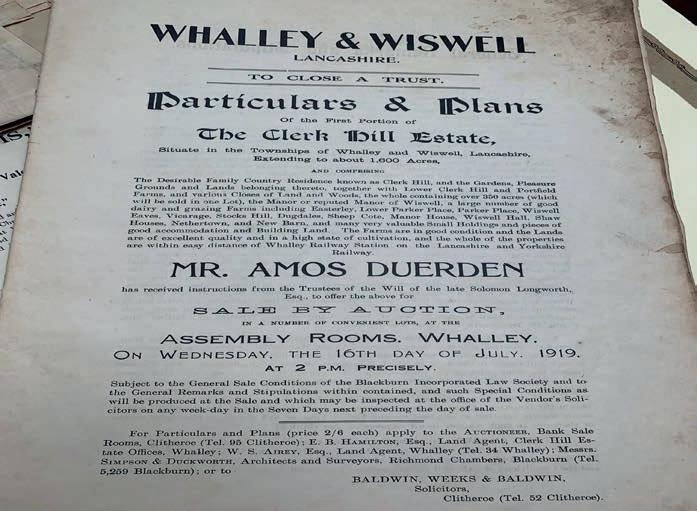 WHALLEY & WISWELL
LANCASHIRE.
TO CLOSE A TRUST.
Particulars & Plans
Of the First Portion of
The Clerk Hill Estate,
Situate in the Townships of Whalley and Wiswell, Lancashire,
Extending to about 1,600 Acres,
AND COMPRISING
The Desirable Family Country Residence known as Clerk Hill, and the Gardens, Pleasure
Grounds and Lands belonging thereto, together with Lower Clerk Hill and Portfield
Farms, and various Closes of Land and Woods, the whole containing over 350 acres (which
will be sold in one Lot), the Manor or reputed Manor of Wiswell, a large number of good
dairy and grazing Farms including Easterley, Lower Parker Place, Parker Place, Wiswell
Eaves, Vicarage, Stocks Hill, Dugdales, Sheep Cote, Manor House, Wiswell Hall, Shaw
Houses, Nethertown, and New Barn, and many very valuable Small Holdings and pieces of
good accommodation and Building Land. The Farms are in good condition and the Lands
are of excellent quality and in a high state of cultivation, and the whole of the properties
are within easy distance of Whalley Railway Station on the Lancashire and Yorkshire
Railway.
MR. AMOS DUERDEN
has received instructions from the Trustees of the Will of the late Solomon Longworth,
Esq., to offer the above for
SALE BY AUCTION,
IN A NUMBER OF CONVENIENT LOTS, AT THE
ASSEMBLY ROOMS, WHALLEY.
ON WEDNESDAY, THE 16TH DAY OF JULY, 1919.
AT 2 P.M. PRECISELY.
Subject to the General Sale Conditions of the Blackburn Incorporated Law Society and to
the General Remarks and Stipulations within contained, and such Special Conditions as
will be produced at the Sale and which may be inspected at the office of the Vendor's Soli-
citors on any week-day in the Seven Days next preceding the day of sale.
For Particulars and Plans (price 2/6 each) apply to the AUCTIONEER, Bank Sale
Rooms, Clitheroe (Tel. 95 Clitheroe); E. B. HAMILTON, Esq., Land Agent, Clerk Hill Es-
tate Offices, Whalley; W. S. AIREY, Esq., Land Agent, Whalley (Tel. 34 Whalley); Messrs.
SIMPSON & DUCKWORTH, Architects and Surveyors, Richmond Chambers, Blackburn (Tel.
5,259 Blackburn); or to
BALDWIN, WEEKS & BALDWIN,
Solicitors,
Clitheroe (Tel. 52 Clitheroe).